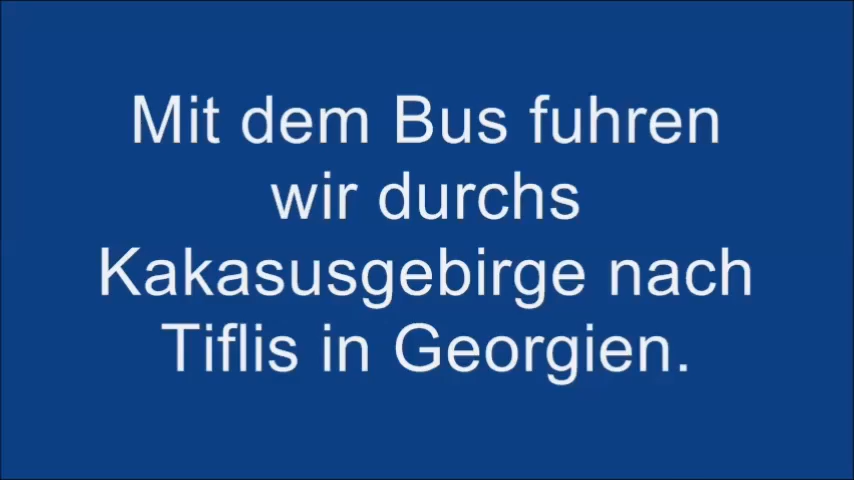 Mit dem Bus fuhren
wir durchs
Kakasusgebirge nach
Tiflis in Georgien.